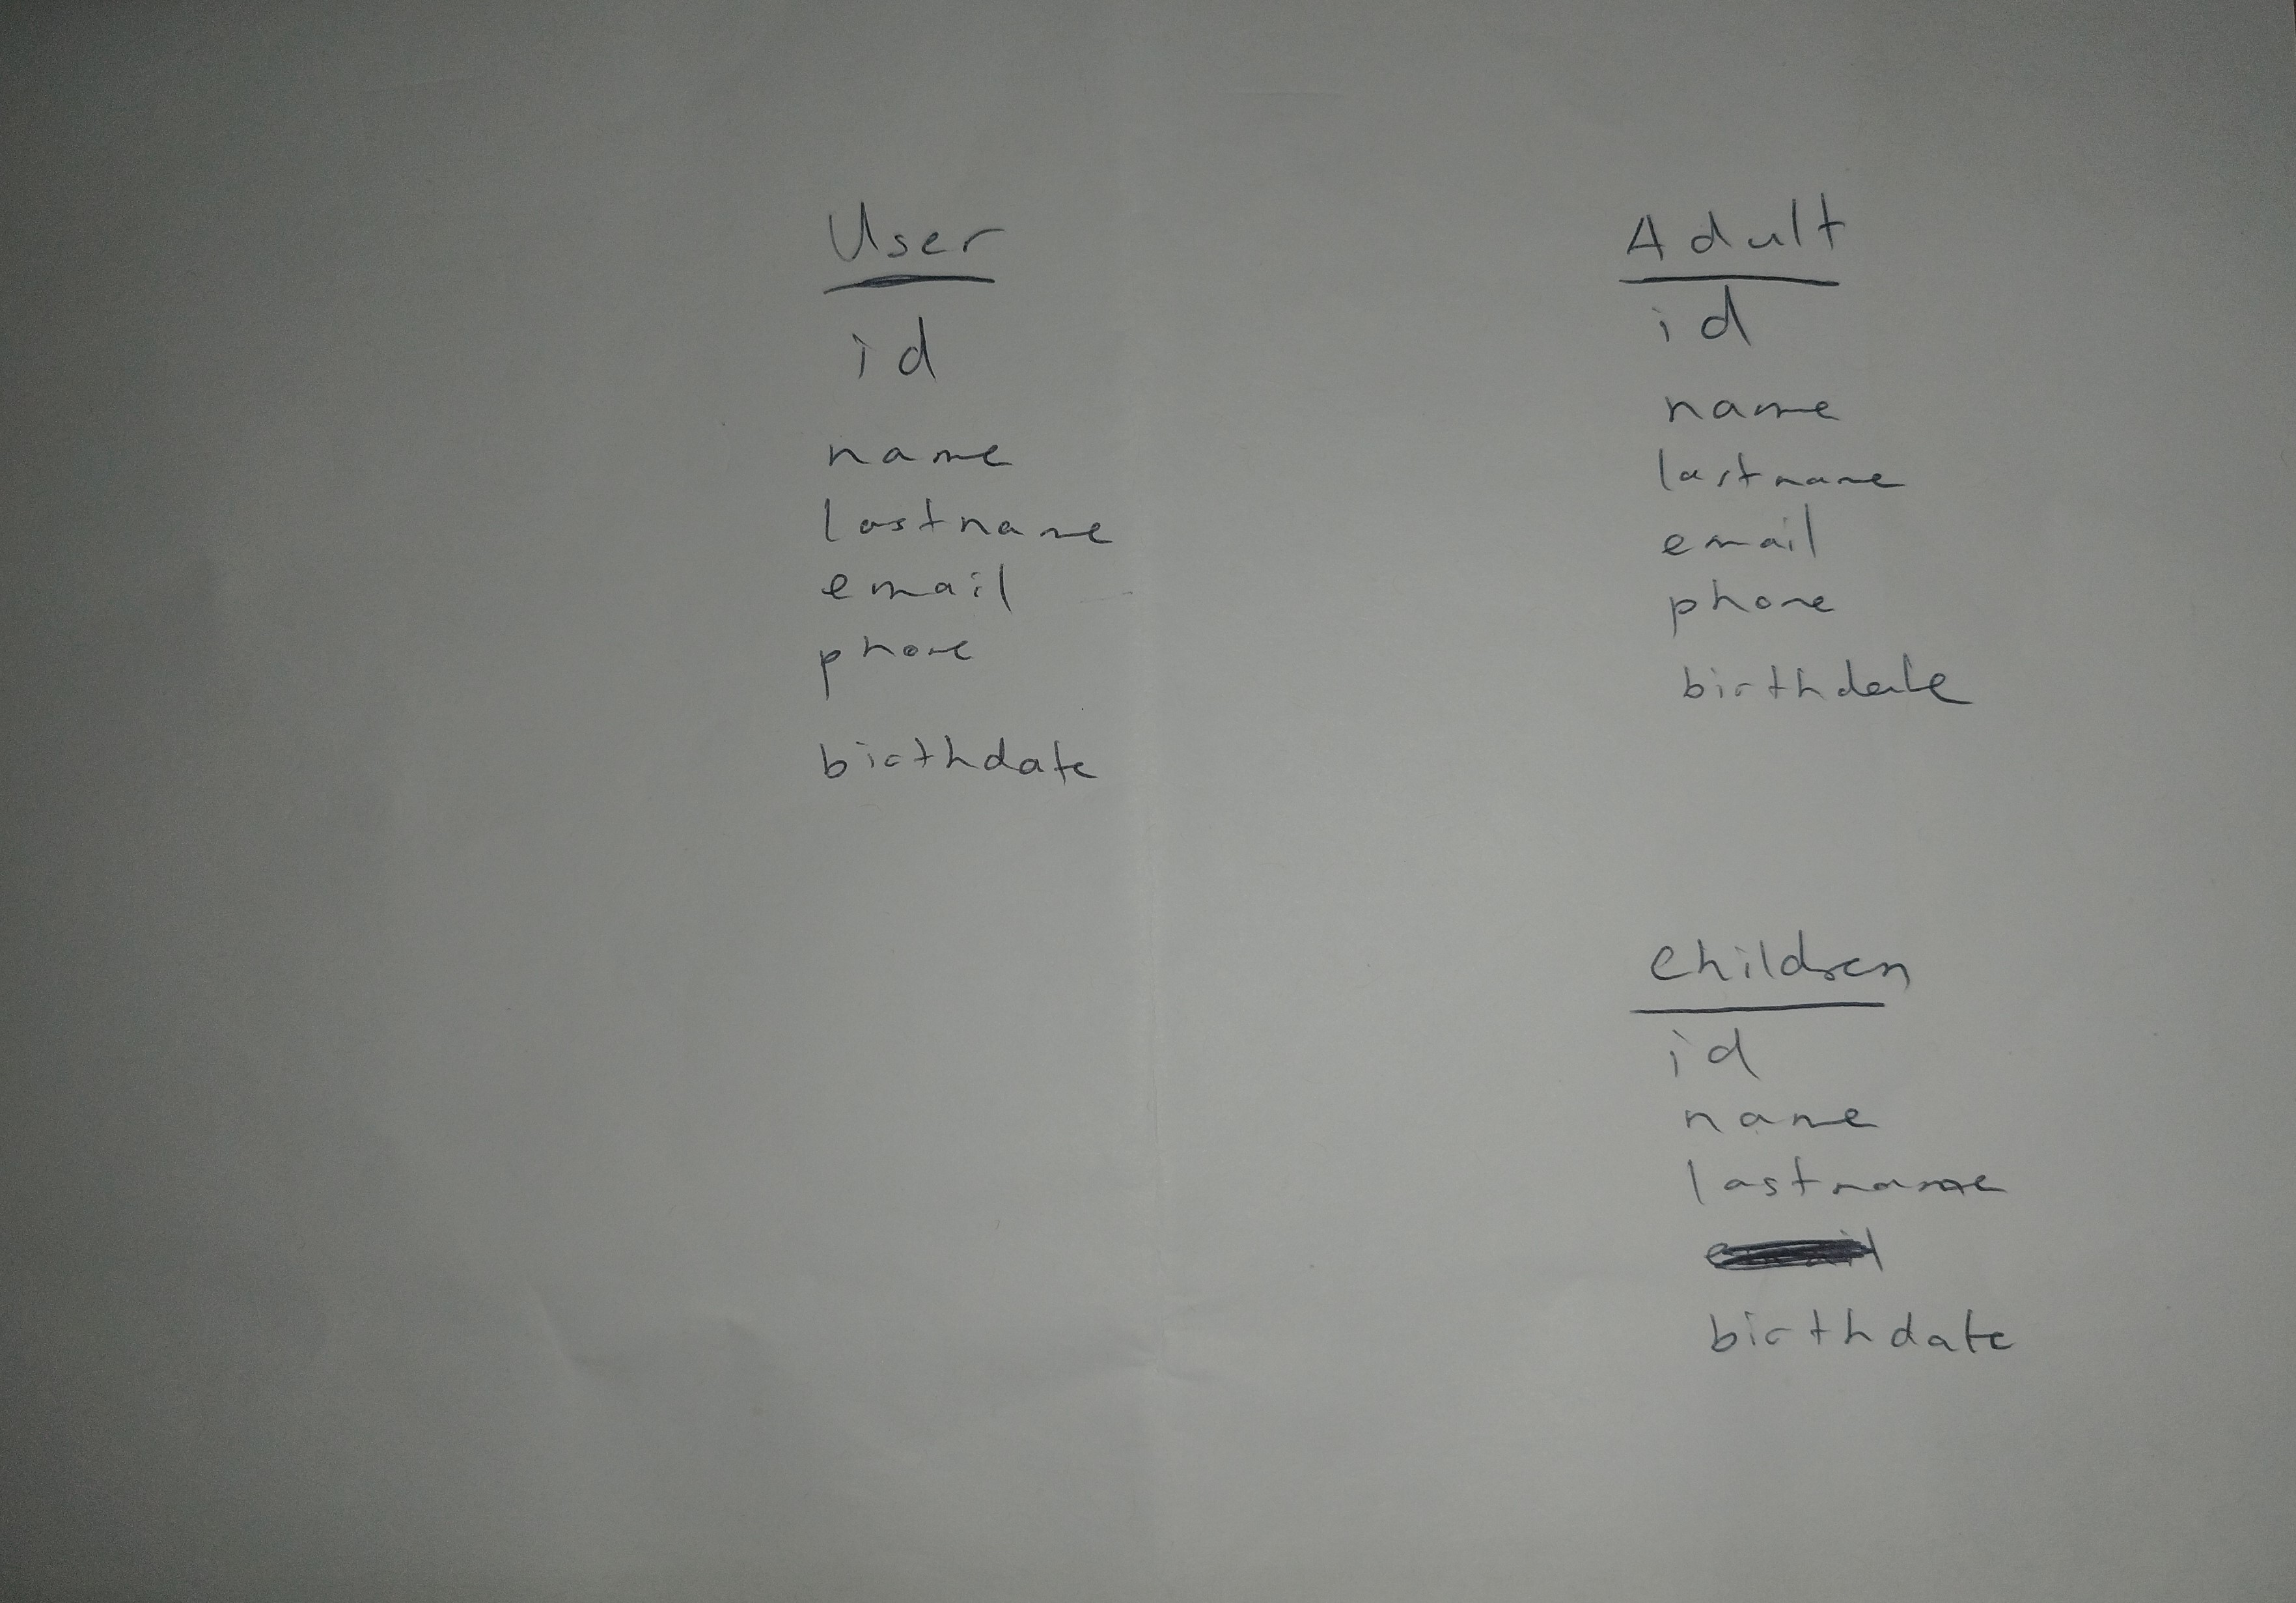 User
id
name
lastname
email
phone
birthdate
Adult
id
name
lastname
email
phone
birthdate
Children
id
name
lastname
birthdate